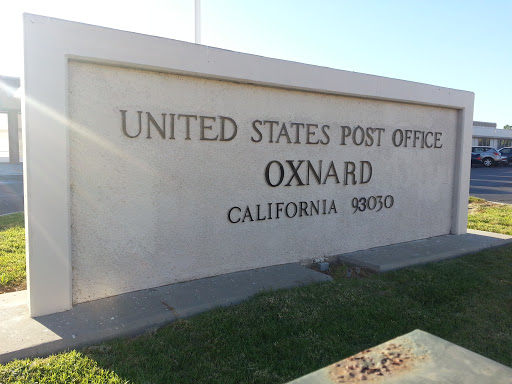 UNITED STATES POST OFFICE
OXNARD
CALIFORNIA 93030